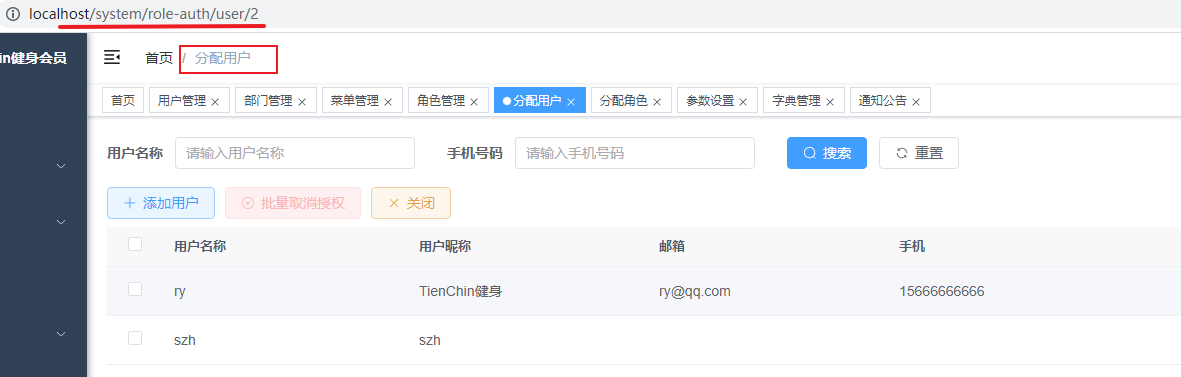 localhost/system/role-auth/user/2
in健身会员
首页 / 分配用户
首页 用户管理 × 部门管理 × 菜单管理 × 角色管理 × 分配用户 × 分配角色 × 参数设置 × 字典管理 × 通知公告 ×
用户名称 请输入用户名称 手机号码 请输入手机号码 搜索 重置
添加用户 批量取消授权 关闭
用户名称 用户昵称 邮箱 手机
ry TienChin健身 ry@qq.com 15666666666
szh szh